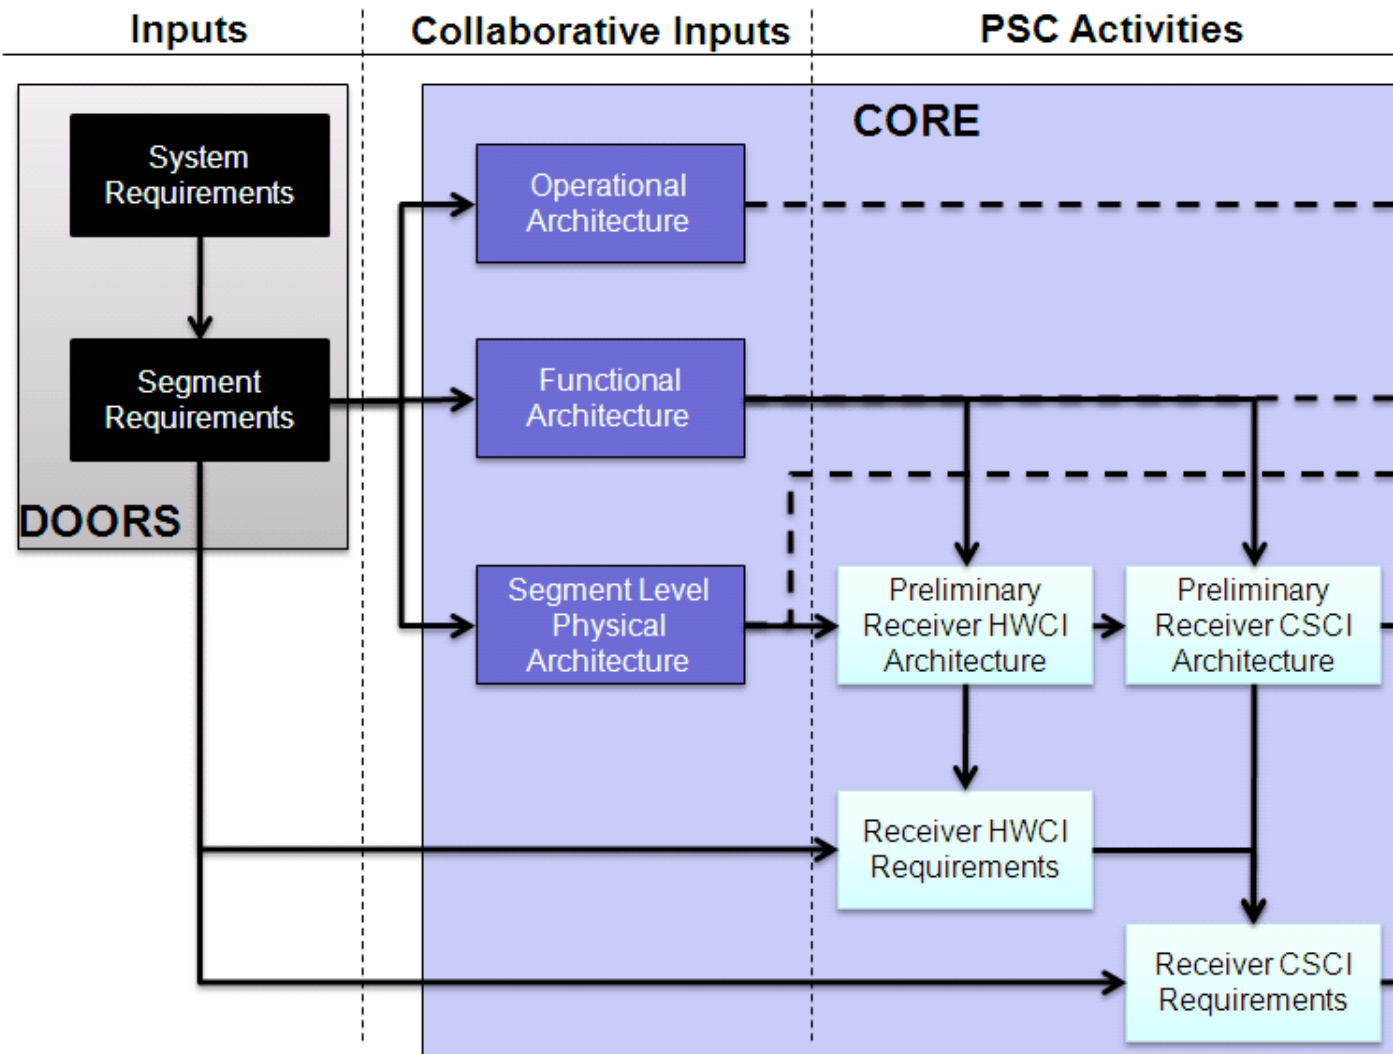 Inputs
Collaborative Inputs
PSC Activities
CORE
System
Requirements
Operational
Architecture
Segment
Requirements
Functional
Architecture
DOORS
Segment Level
Physical
Architecture
Preliminary
Receiver HWCI
Architecture
Preliminary
Receiver CSCI
Architecture
Receiver HWCI
Requirements
Receiver CSCI
Requirements